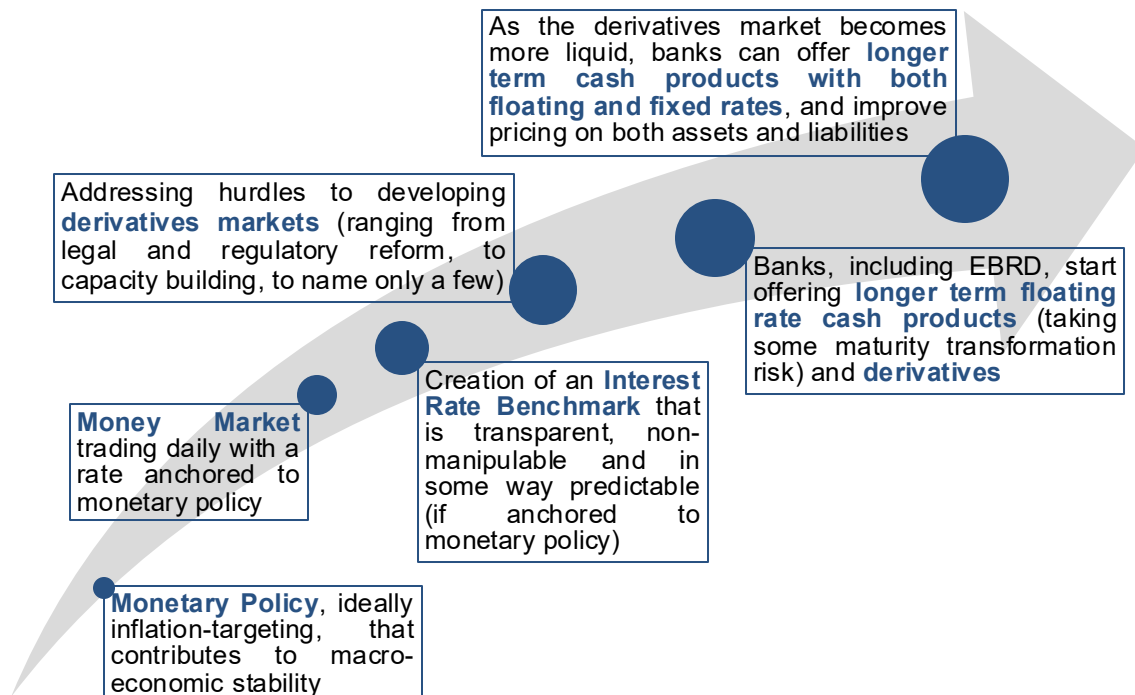 As the derivatives market becomes
more liquid, banks can offer longer
term cash products with both
floating and fixed rates, and improve
pricing on both assets and liabilities
Addressing hurdles to developing
derivatives markets (ranging from
legal and regulatory reform, to
capacity building, to name only a few)
Banks, including EBRD, start
offering longer term floating
rate cash products (taking
some maturity transformation
risk) and derivatives
Creation of an Interest
Rate Benchmark that
is transparent, non-
manipulable and in
some way predictable
(if anchored to
monetary policy)
Money Market
trading daily with a
rate anchored to
monetary policy
Monetary Policy, ideally
inflation-targeting, that
contributes to macro-
economic stability